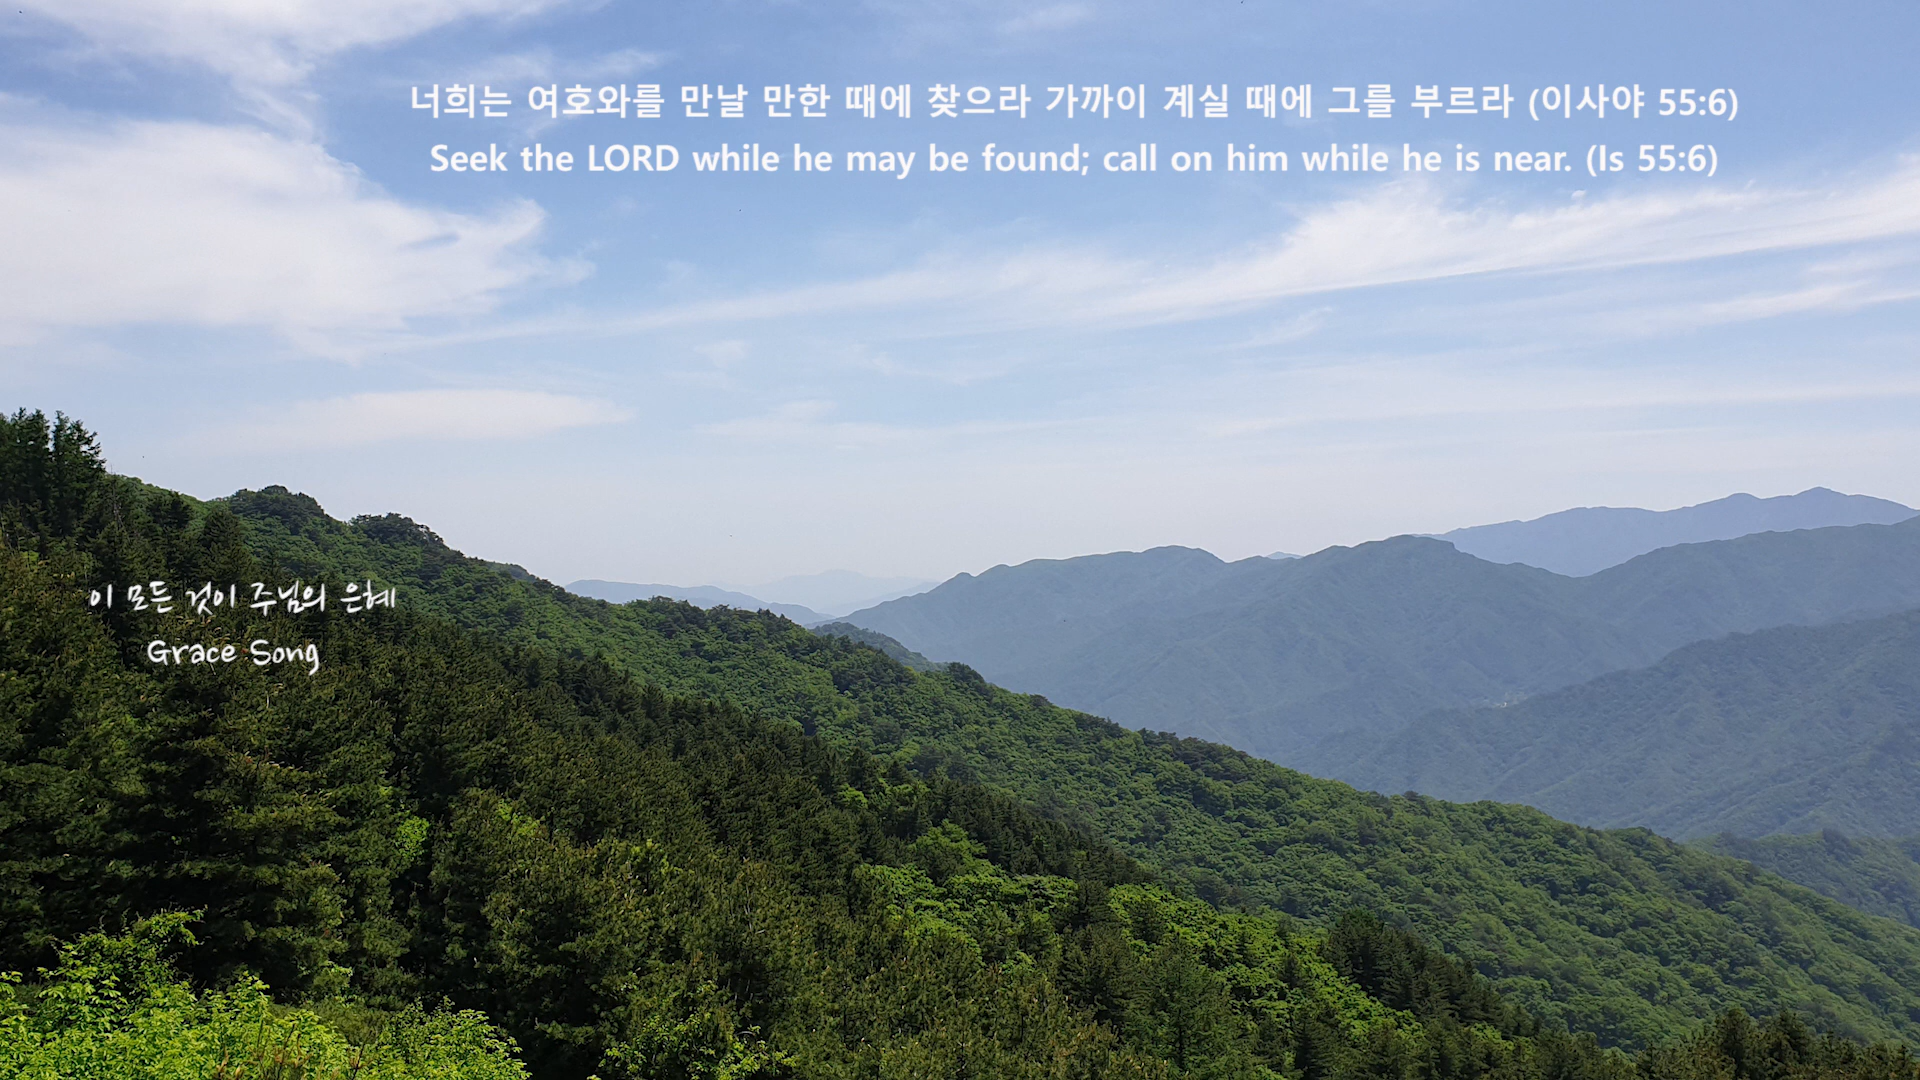 너희는 여호와를 만날 만한 때에 찾으라 가까이 계실 때에 그를 부르라 (이사야 55:6)
Seek the LORD while he may be found; call on him while he is near. (Is 55:6)
이 모든 것이 주님의 은혜
Grace Song